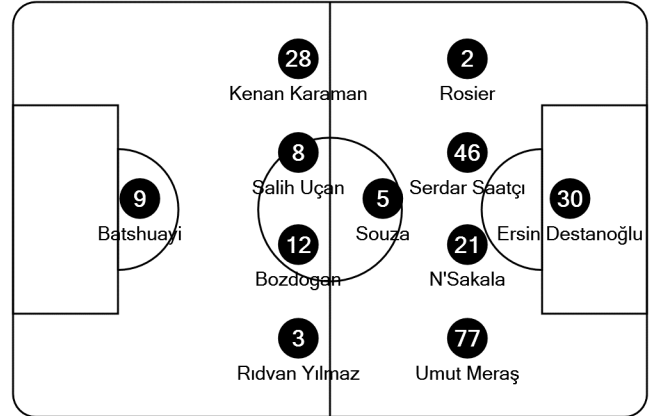 28
Kenan Karaman
2
Rosier
8
Salih Uçan
46
Serdar Saatçı
9
Batshuayi
5
Souza
30
Ersin Destanoğlu
12
Bozdogan
21
N'Sakala
3
Rıdvan Yılmaz
77
Umut Meraş